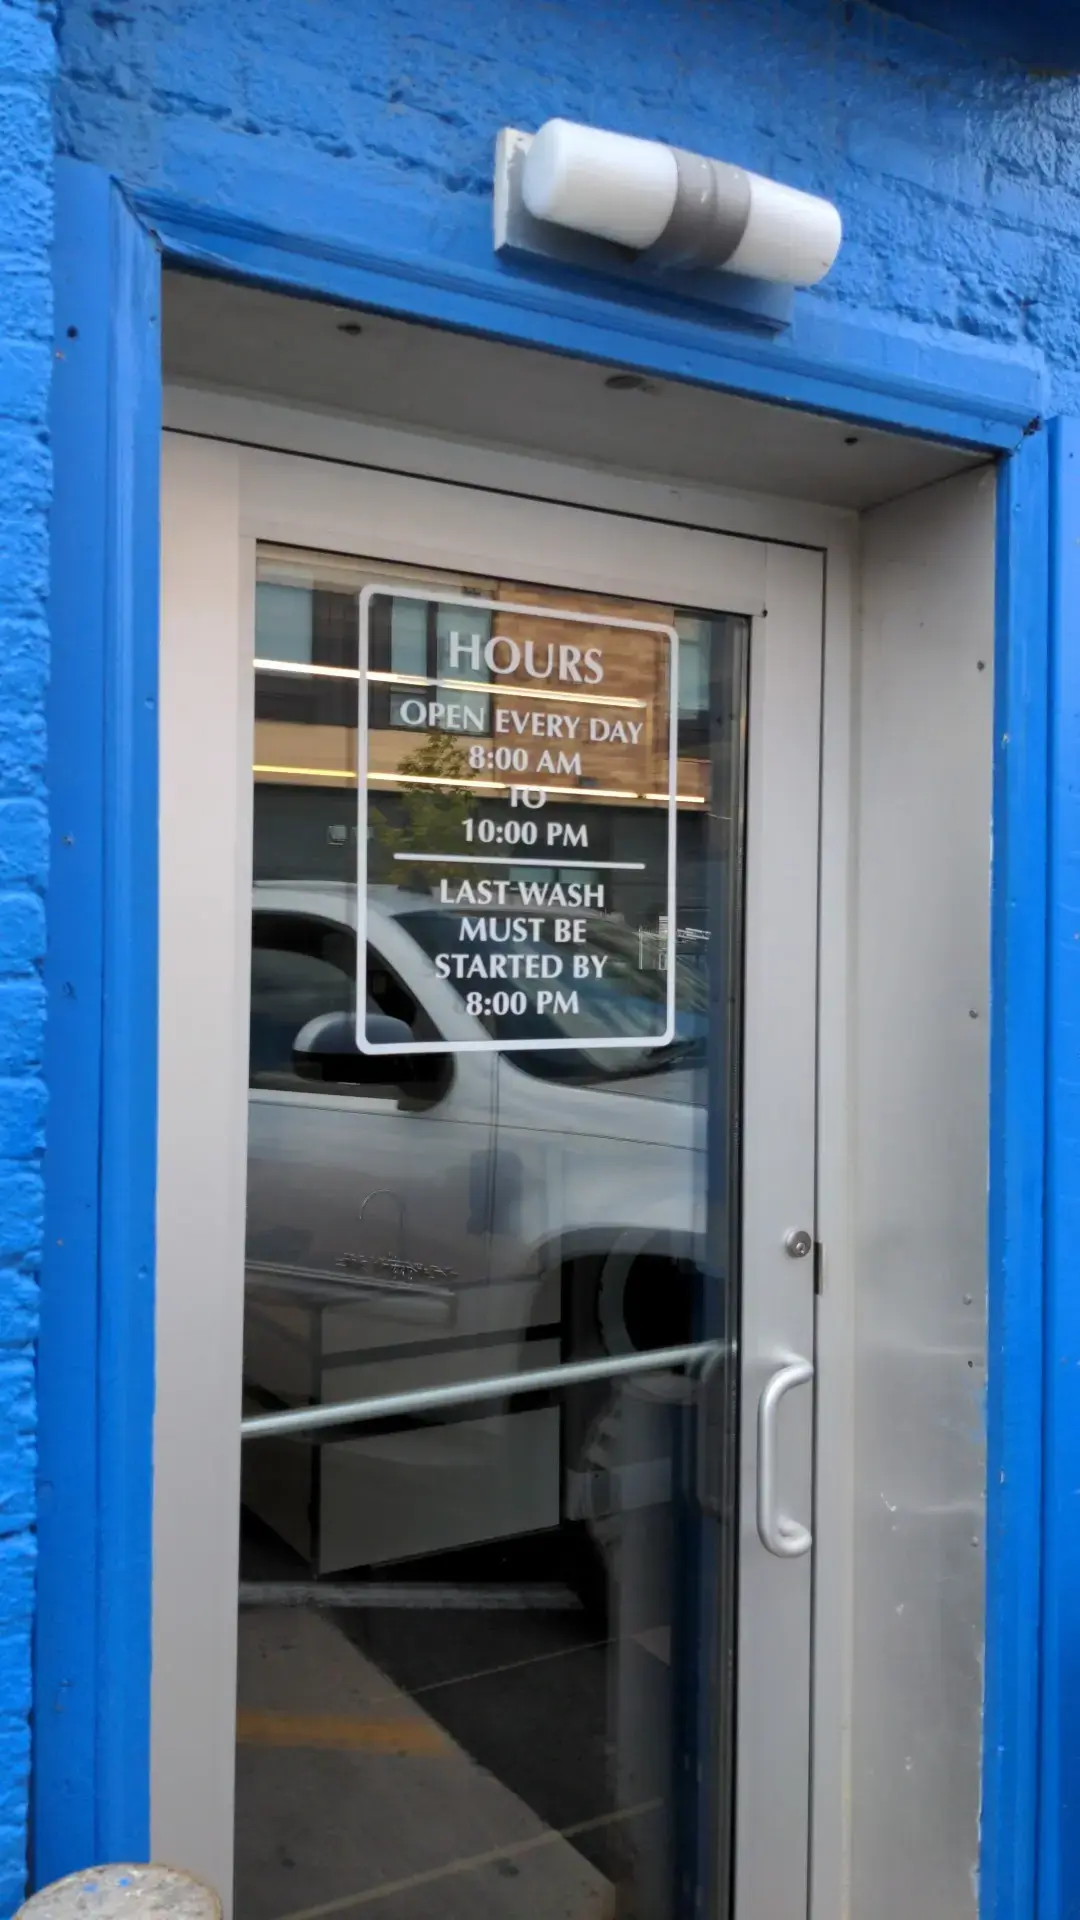 HOURS
OPEN EVERY DAY
8:00 AM
TO
10:00 PM
LAST WASH
MUST BE
STARTED BY
8:00 PM